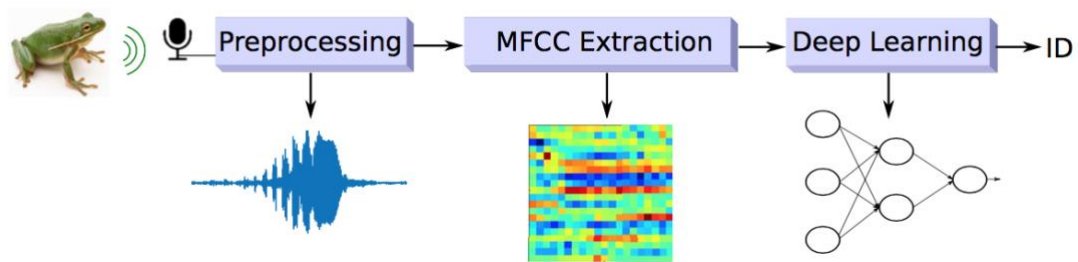 Preprocessing
MFCC Extraction
Deep Learning
ID